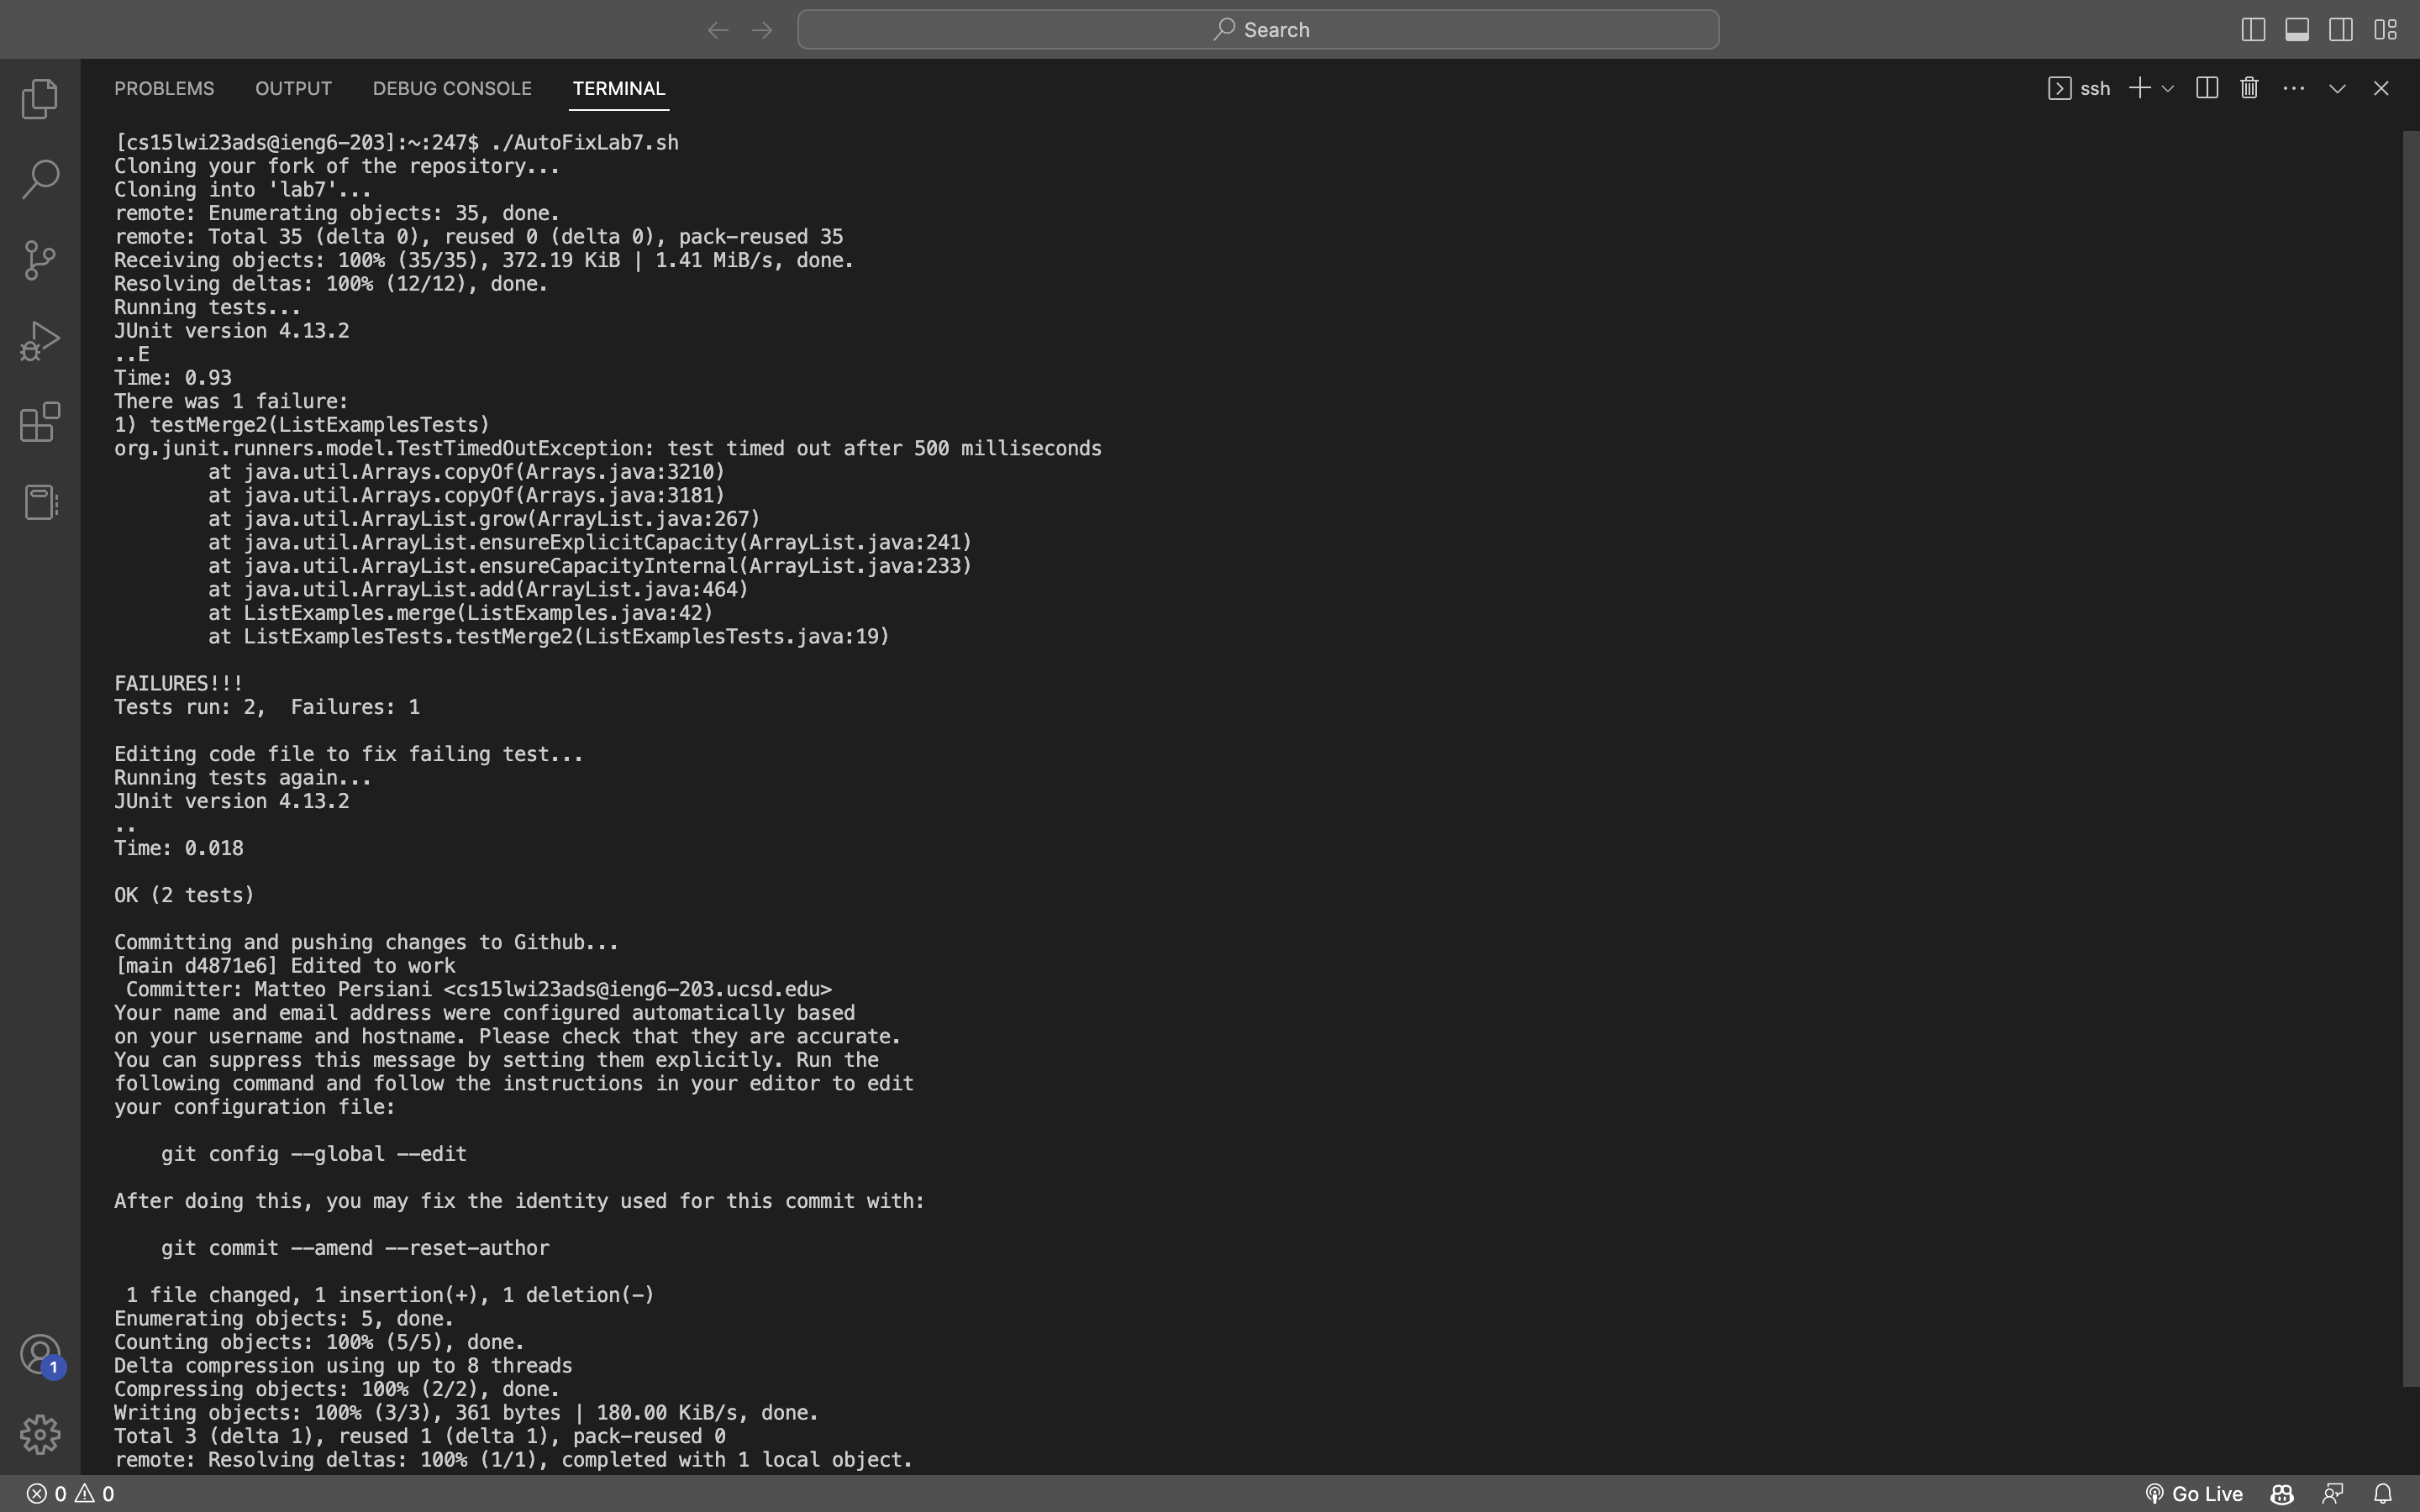 Search
PROBLEMS OUTPUT DEBUG CONSOLE TERMINAL ssh
[cs15lwi23ads@ieng6-203]:~:247$ ./AutoFixLab7.sh
Cloning your fork of the repository...
Cloning into 'lab7'...
remote: Enumerating objects: 35, done.
remote: Total 35 (delta 0), reused 0 (delta 0), pack-reused 35
Receiving objects: 100% (35/35), 372.19 KiB | 1.41 MiB/s, done.
Resolving deltas: 100% (12/12), done.
Running tests...
JUnit version 4.13.2
..E
Time: 0.93
There was 1 failure:
1) testMerge2(ListExamplesTests)
org.junit.runners.model.TestTimedOutException: test timed out after 500 milliseconds
at java.util.Arrays.copyOf(Arrays.java:3210)
at java.util.Arrays.copyOf(Arrays.java:3181)
at java.util.ArrayList.grow(ArrayList.java:267)
at java.util.ArrayList.ensureExplicitCapacity(ArrayList.java:241)
at java.util.ArrayList.ensureCapacityInternal(ArrayList.java:233)
at java.util.ArrayList.add(ArrayList.java:464)
at ListExamples.merge(ListExamples.java:42)
at ListExamplesTests.testMerge2(ListExamplesTests.java:19)
FAILURES!!!
Tests run: 2,  Failures: 1
Editing code file to fix failing test...
Running tests again...
JUnit version 4.13.2
..
Time: 0.018
OK (2 tests)
Committing and pushing changes to Github...
[main d4871e6] Edited to work
Committer: Matteo Persiani <cs15lwi23ads@ieng6-203.ucsd.edu>
Your name and email address were configured automatically based
on your username and hostname. Please check that they are accurate.
You can suppress this message by setting them explicitly. Run the
following command and follow the instructions in your editor to edit
your configuration file:
git config --global --edit
After doing this, you may fix the identity used for this commit with:
git commit --amend --reset-author
1 file changed, 1 insertion(+), 1 deletion(-)
Enumerating objects: 5, done.
Counting objects: 100% (5/5), done.
Delta compression using up to 8 threads
Compressing objects: 100% (2/2), done.
Writing objects: 100% (3/3), 361 bytes | 180.00 KiB/s, done.
Total 3 (delta 1), reused 1 (delta 1), pack-reused 0
remote: Resolving deltas: 100% (1/1), completed with 1 local object.
1
0 0 Go Live